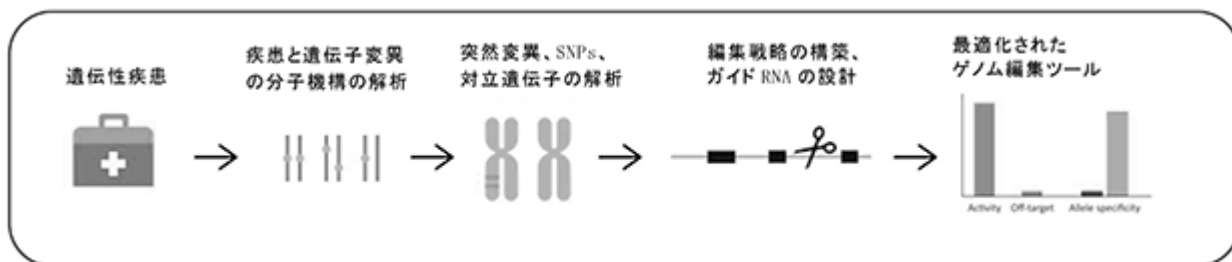 遺伝性疾患
疾患と遺伝子変異
の分子機構の解析
突然変異、SNPs、
対立遺伝子の解析
編集戦略の構築、
ガイド RNA の設計
最適化された
ゲノム編集ツール
Activity Off-target Allele specificity